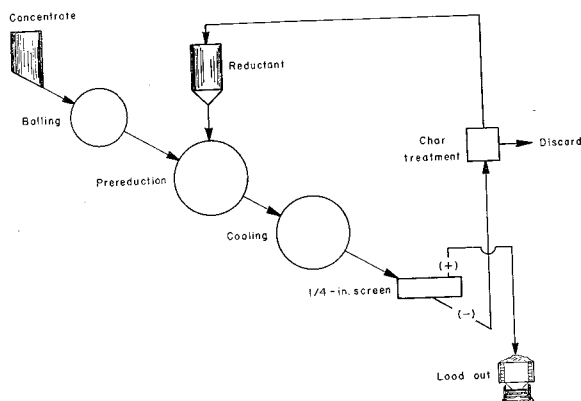 Concentrate
Balling
Reductant
Prereduction
Cooling
Char
treatment
Discard
(+)
1/4-in. screen
(-)
Load out